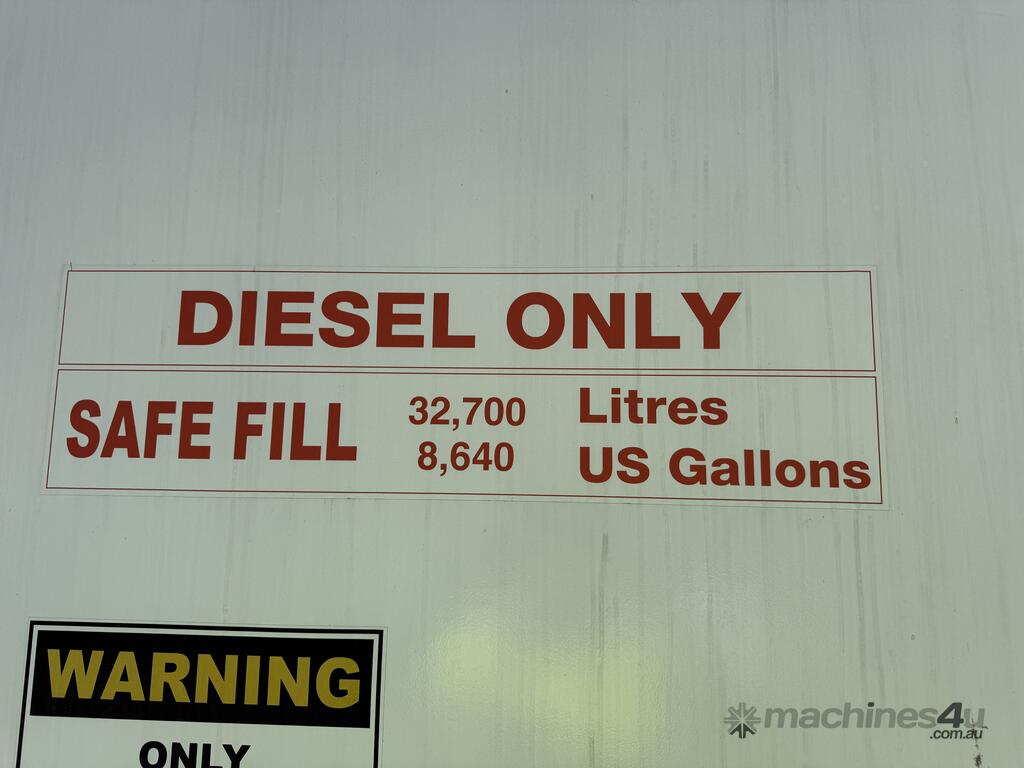 DIESEL ONLY
SAFE FILL 32,700 Litres
8,640 US Gallons
WARNING
ONLY
machines4u
.com.au